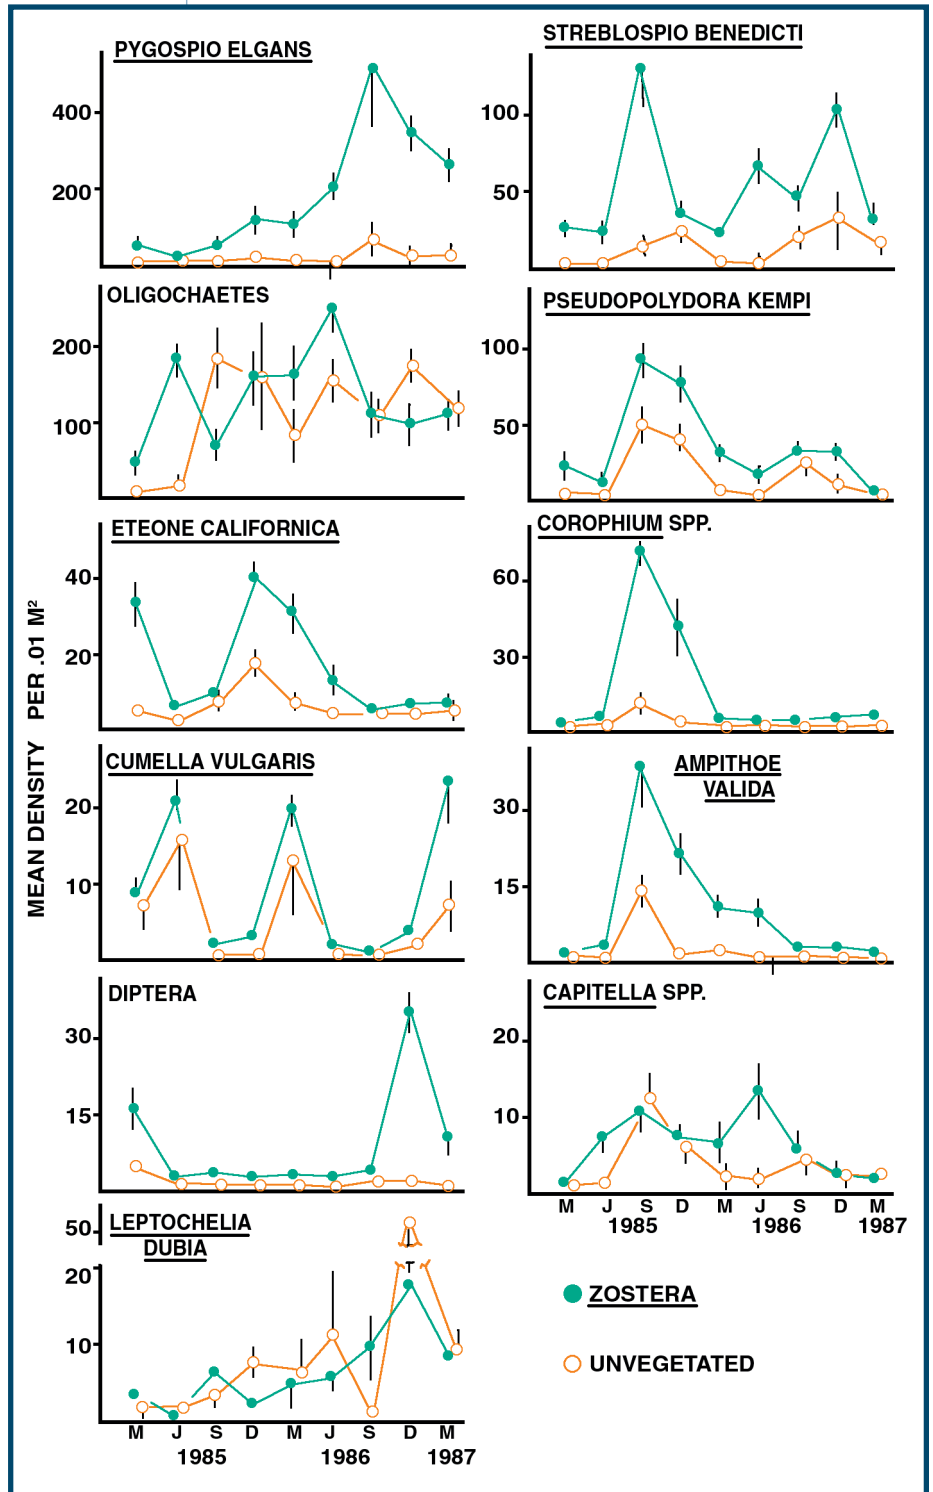 PYGOSPIO ELGANS
400
200
STREBLOSPIO BENEDICTI
100
50
OLIGOCHAETES
200
100
PSEUDOPOLYDORA KEMPI
100
50
ETEONE CALIFORNICA
40
20
COROPHIUM SPP.
60
30
MEAN DENSITY PER .01 M²
CUMELLA VULGARIS
20
10
AMPITHOE
VALIDA
30
15
DIPTERA
30
15
CAPITELLA SPP.
20
10
M J S D M J S D M
1985 1986 1987
LEPTOCHELIA
DUBIA
50
20
10
M J S D M J S D M
1985 1986 1987
ZOSTERA
UNVEGETATED